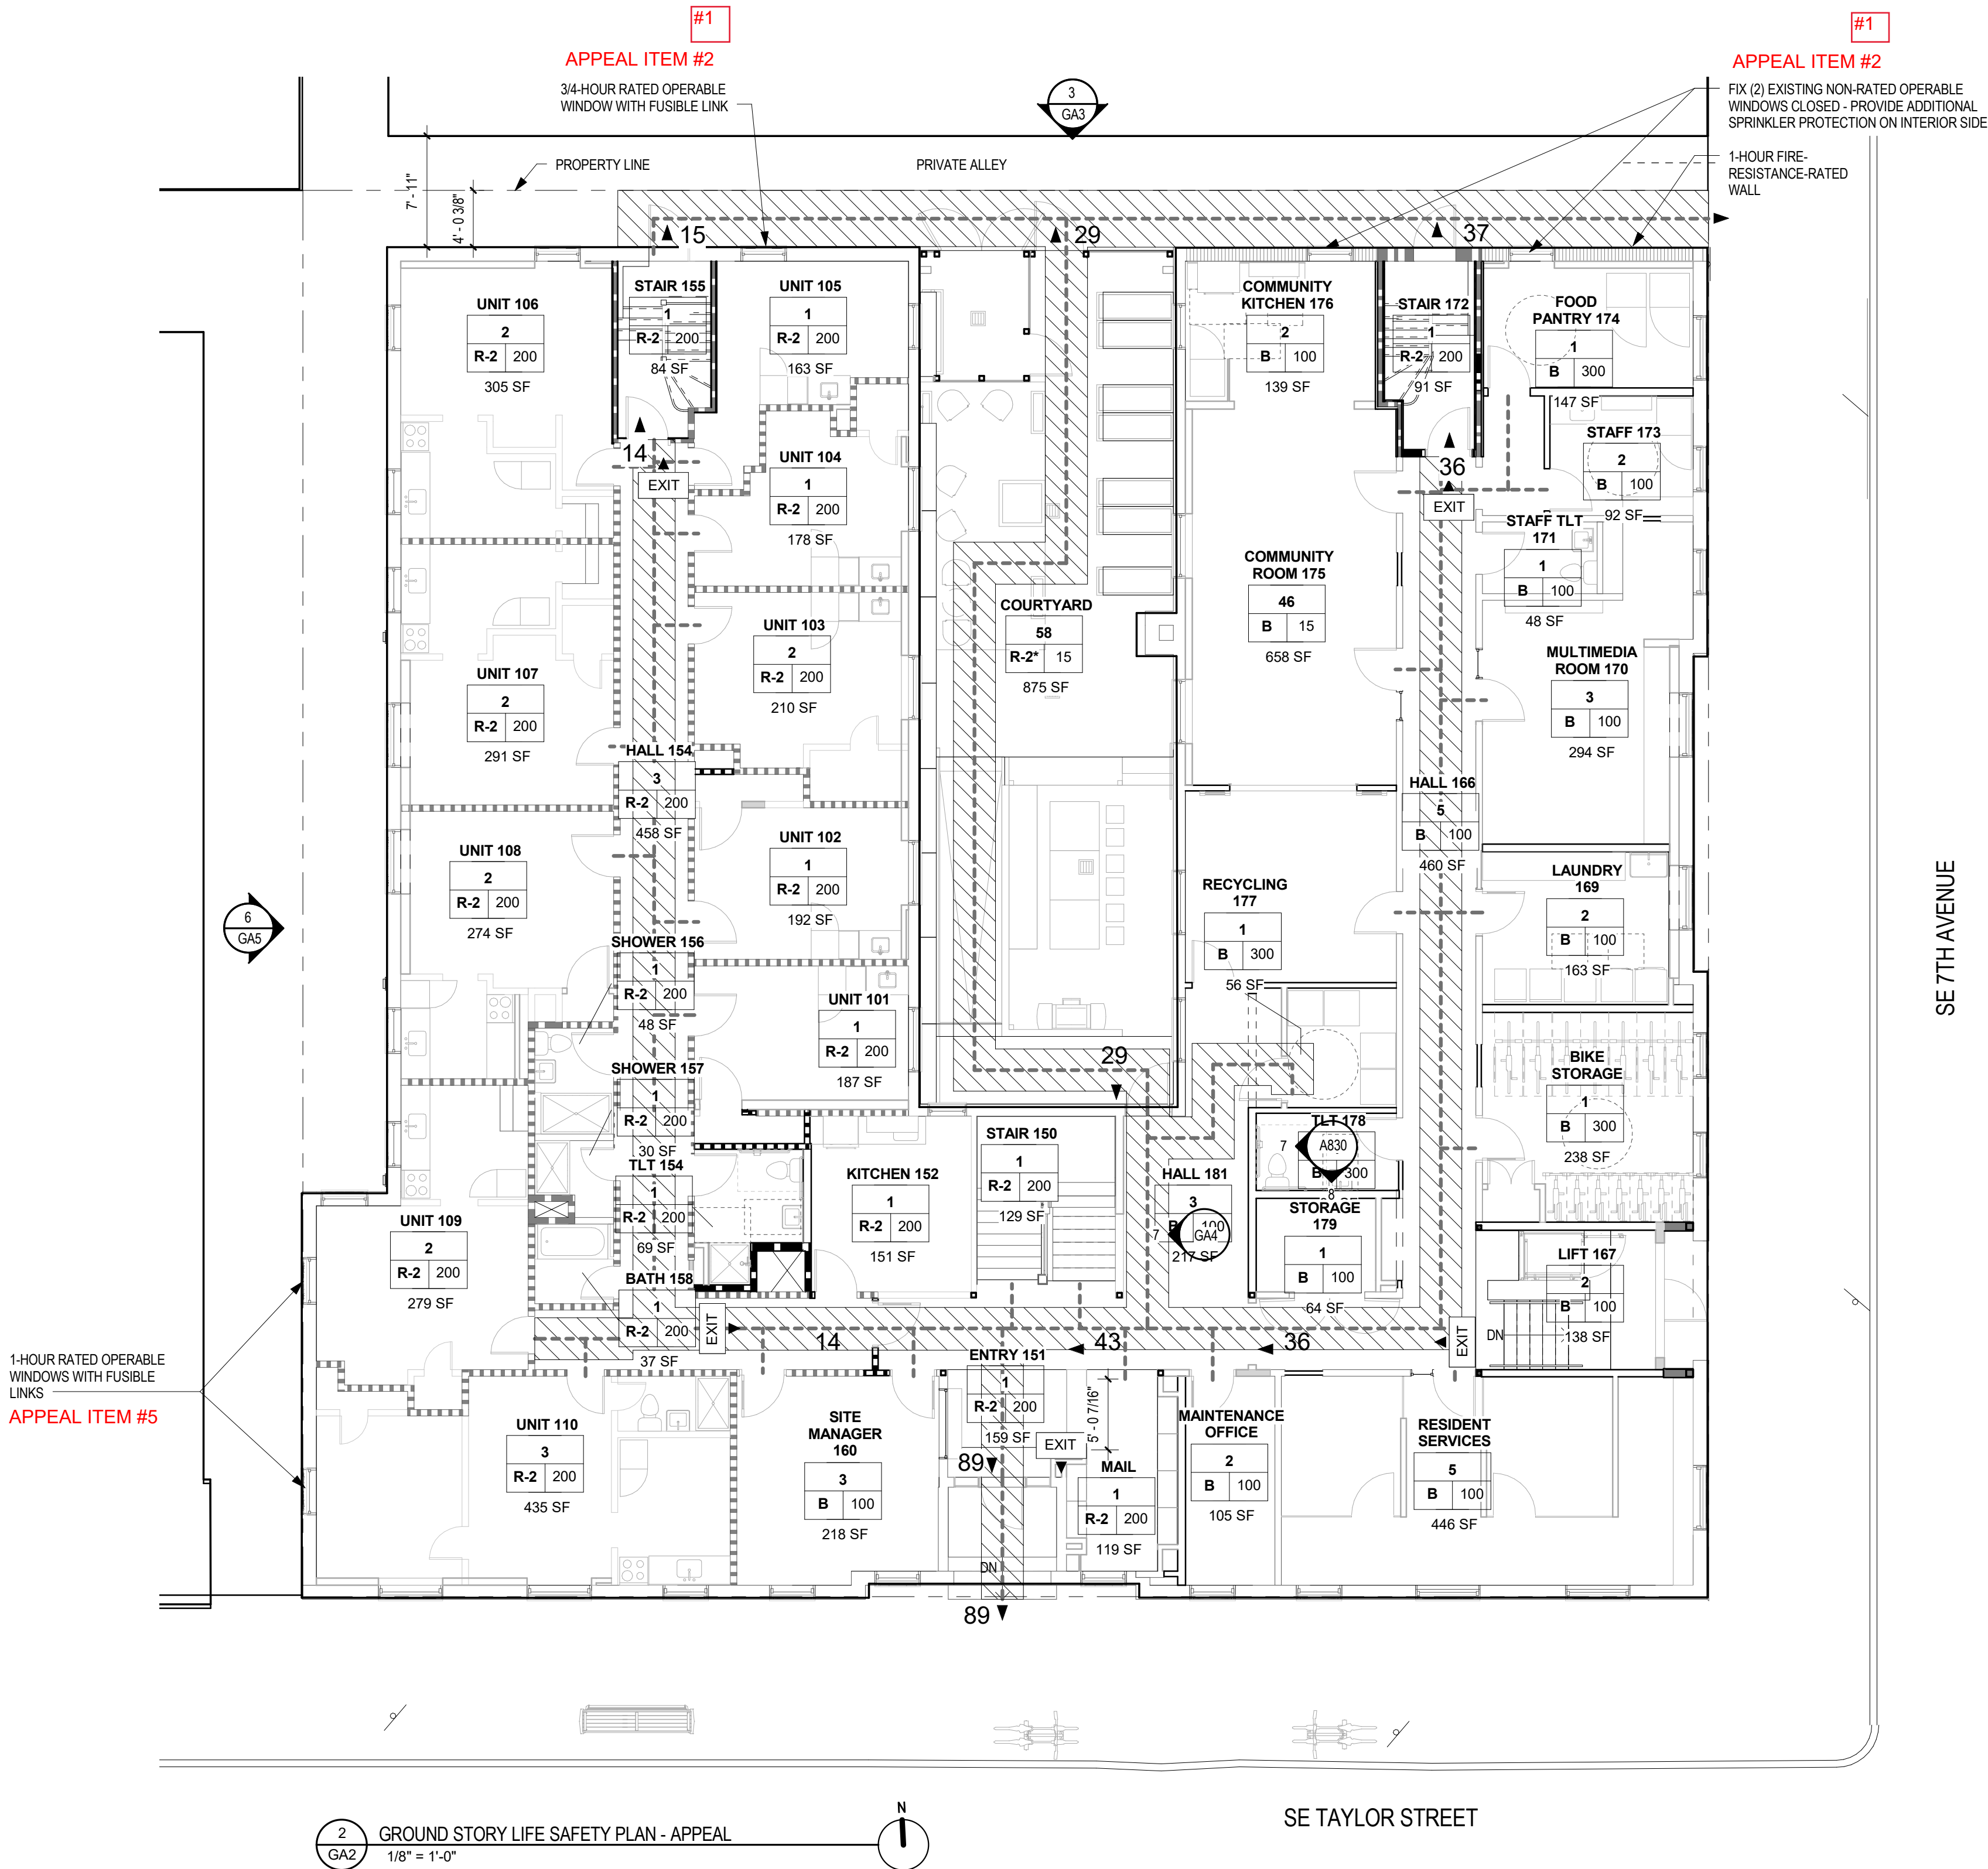 #1
APPEAL ITEM #2
3/4-HOUR RATED OPERABLE
WINDOW WITH FUSIBLE LINK
3
GA3
#1
APPEAL ITEM #2
FIX (2) EXISTING NON-RATED OPERABLE
WINDOWS CLOSED - PROVIDE ADDITIONAL
SPRINKLER PROTECTION ON INTERIOR SIDE
1-HOUR FIRE-
RESISTANCE-RATED
WALL
PROPERTY LINE
PRIVATE ALLEY
7' - 11"
4' - 0 3/8"
15
29
37
UNIT 106
2
R-2 200
305 SF
STAIR 155
1
R-2 200
84 SF
UNIT 105
1
R-2 200
163 SF
COMMUNITY
KITCHEN 176
2
B 100
139 SF
STAIR 172
1
R-2 200
91 SF
FOOD
PANTRY 174
1
B 300
147 SF
14
EXIT
UNIT 104
1
R-2 200
178 SF
36
EXIT
STAFF 173
2
B 100
92 SF
STAFF TLT
171
1
B 100
48 SF
COMMUNITY
ROOM 175
46
B 15
658 SF
COURTYARD
58
R-2* 15
875 SF
UNIT 103
2
R-2 200
210 SF
UNIT 107
2
R-2 200
291 SF
MULTIMEDIA
ROOM 170
3
B 100
294 SF
HALL 154
3
R-2 200
458 SF
HALL 166
5
B 100
460 SF
UNIT 108
2
R-2 200
274 SF
UNIT 102
1
R-2 200
192 SF
RECYCLING
177
1
B 300
56 SF
LAUNDRY
169
2
B 100
163 SF
6
GA5
SE 7TH AVENUE
SHOWER 156
1
R-2 200
48 SF
UNIT 101
1
R-2 200
187 SF
29
SHOWER 157
1
R-2 200
30 SF
BIKE
STORAGE
1
B 300
238 SF
TLT 154
1
R-2 200
69 SF
KITCHEN 152
1
R-2 200
151 SF
STAIR 150
1
R-2 200
129 SF
HALL 181
3
B 100
217 SF
7
GA4
TLT 178
7
A830
B 300
8
STORAGE
179
1
B 100
64 SF
LIFT 167
2
B 100
138 SF
DN
UNIT 109
2
R-2 200
279 SF
BATH 158
1
R-2 200
37 SF
EXIT
14
43
36
EXIT
1-HOUR RATED OPERABLE
WINDOWS WITH FUSIBLE
LINKS
APPEAL ITEM #5
UNIT 110
3
R-2 200
435 SF
SITE
MANAGER
160
3
B 100
218 SF
ENTRY 151
1
R-2 200
159 SF
EXIT
5' - 0 7/16"
89
MAIL
1
R-2 200
119 SF
MAINTENANCE
OFFICE
2
B 100
105 SF
RESIDENT
SERVICES
5
B 100
446 SF
DN
89
2
GA2
GROUND STORY LIFE SAFETY PLAN - APPEAL
1/8" = 1'-0"
N
SE TAYLOR STREET